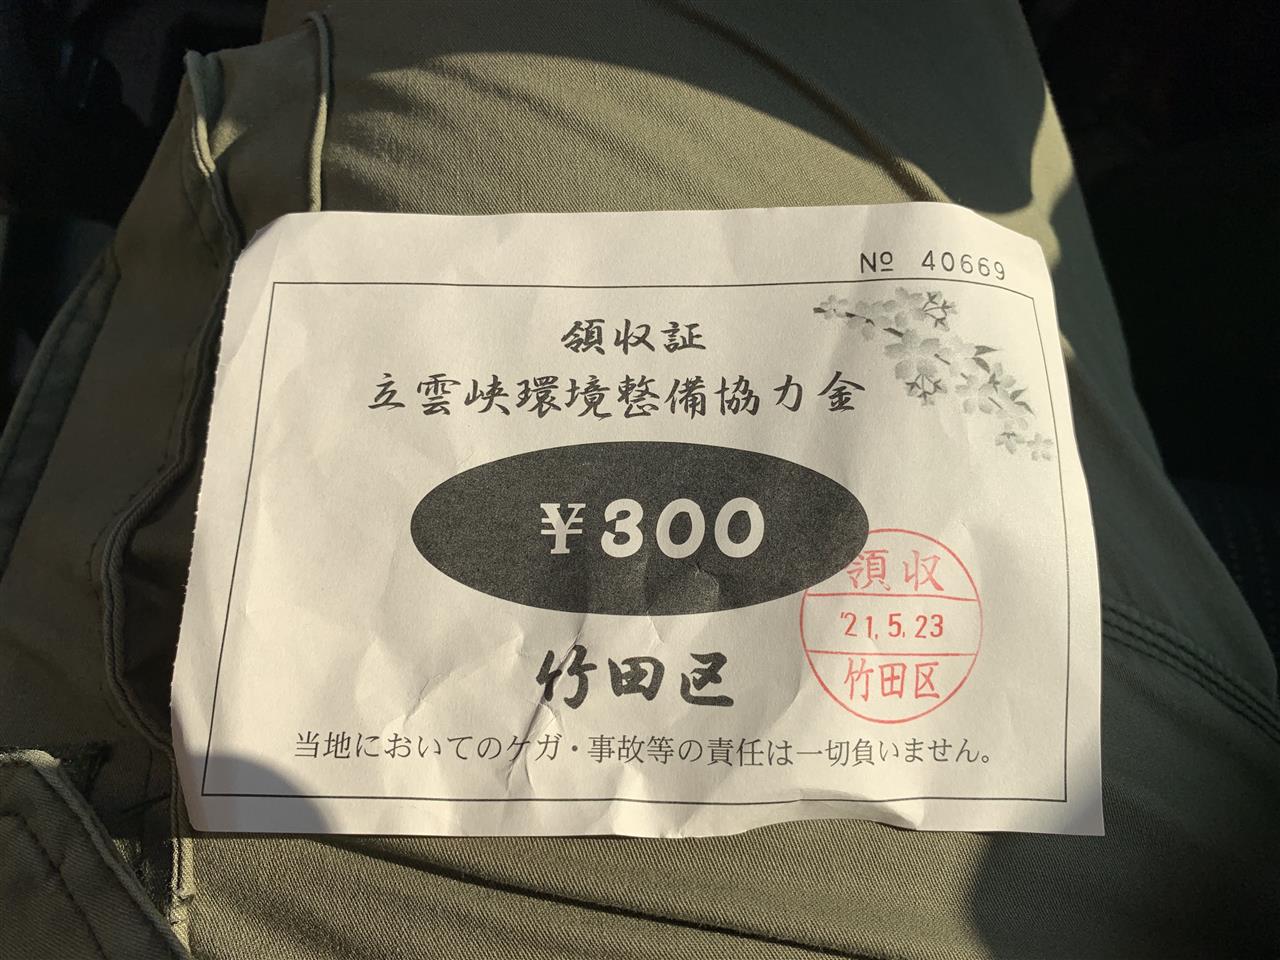 Nº 40669
領収証
立雲峡環境整備協力金
¥300
領収
'21.5.23
竹田区
竹田区
当地においてのケガ・事故等の責任は一切負いません。